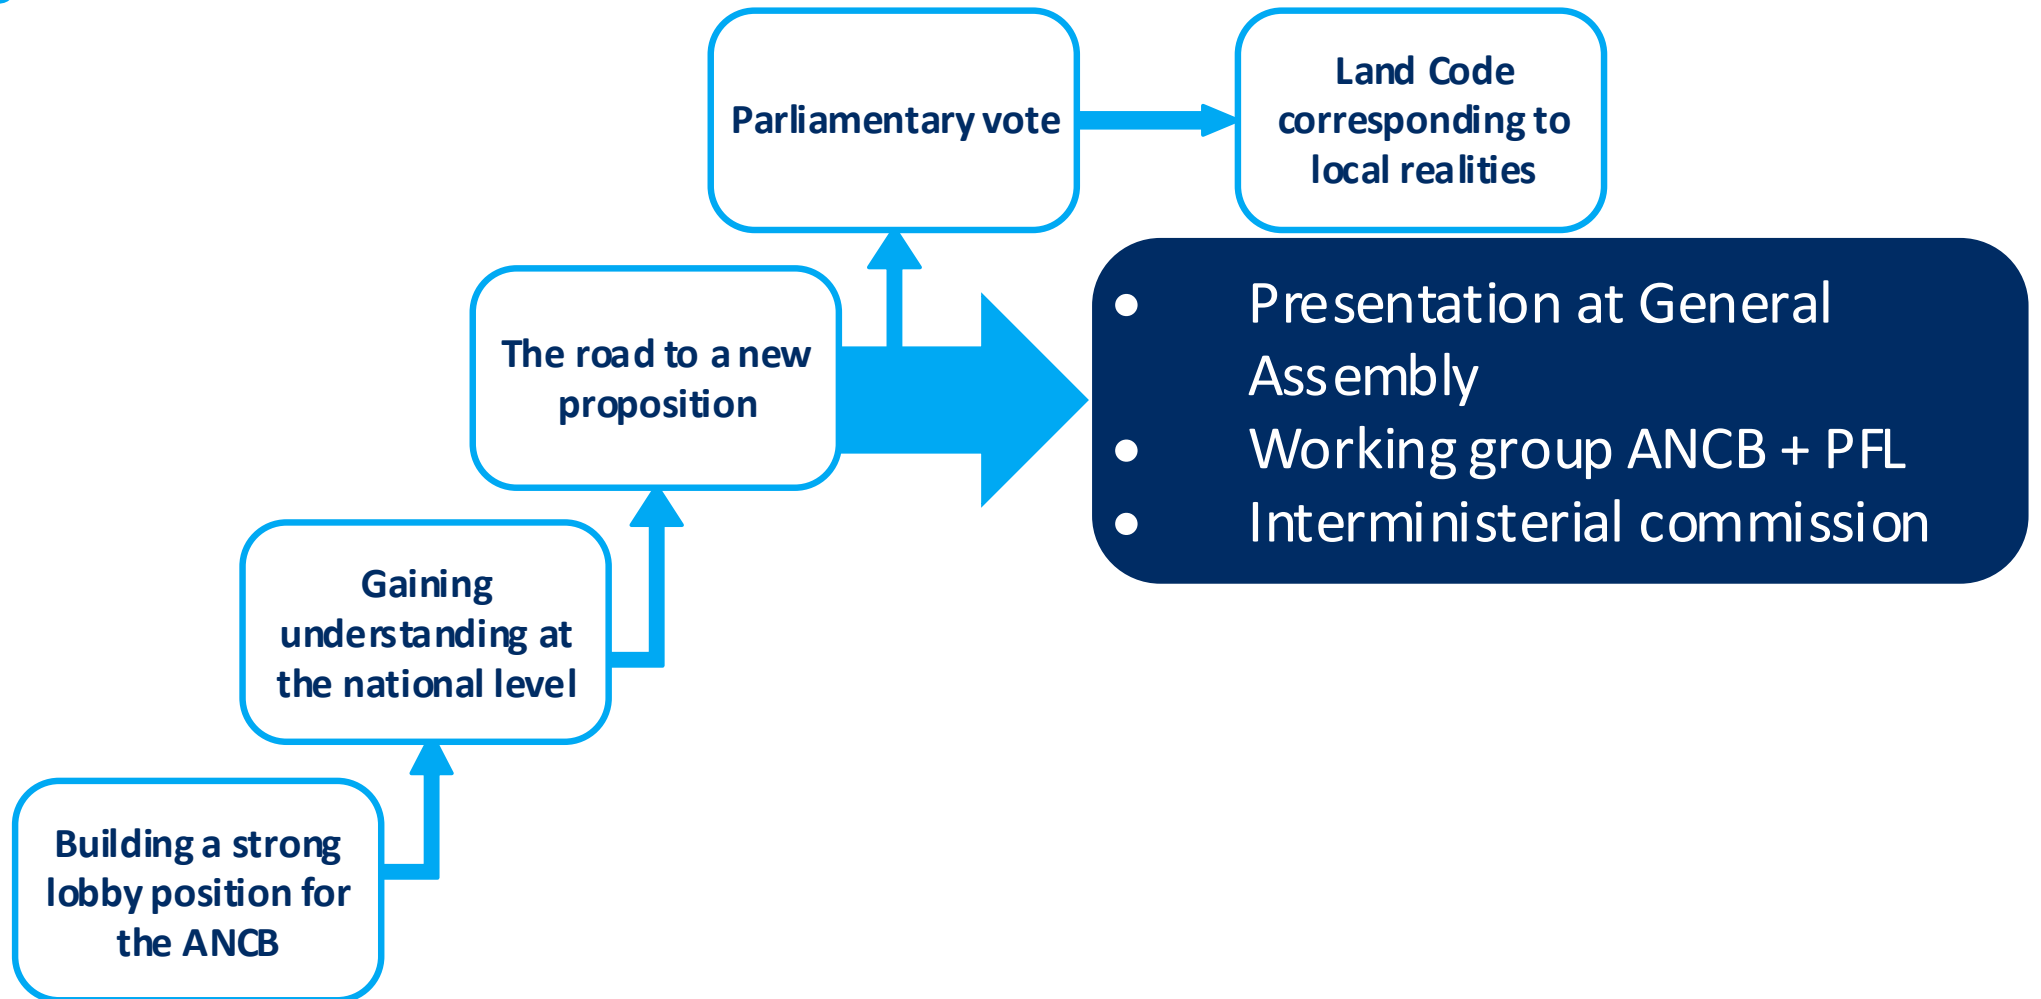 Parliamentary vote
Land Code
corresponding to
local realities
• Presentation at General
Assembly
• Working group ANCB + PFL
• Interministerial commission
The road to a new
proposition
Gaining
understanding at
the national level
Building a strong
lobby position for
the ANCB